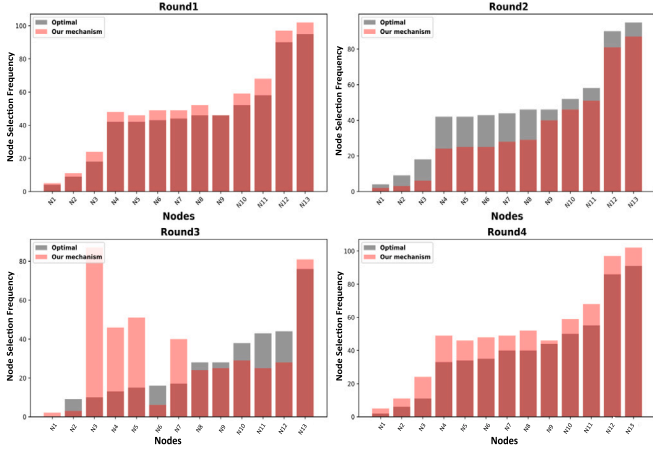 Round1
Optimal
Our mechanism
Node Selection Frequency
100
80
60
40
20
0
N1 N2 N3 N4 N5 N6 N7 N8 N9 N10 N11 N12 N13
Nodes
Round2
Optimal
Our mechanism
Node Selection Frequency
80
60
40
20
0
N1 N2 N3 N4 N5 N6 N7 N8 N9 N10 N11 N12 N13
Nodes
Round3
Optimal
Our mechanism
Node Selection Frequency
80
60
40
20
0
N1 N2 N3 N4 N5 N6 N7 N8 N9 N10 N11 N12 N13
Nodes
Round4
Optimal
Our mechanism
Node Selection Frequency
100
80
60
40
20
0
N1 N2 N3 N4 N5 N6 N7 N8 N9 N10 N11 N12 N13
Nodes